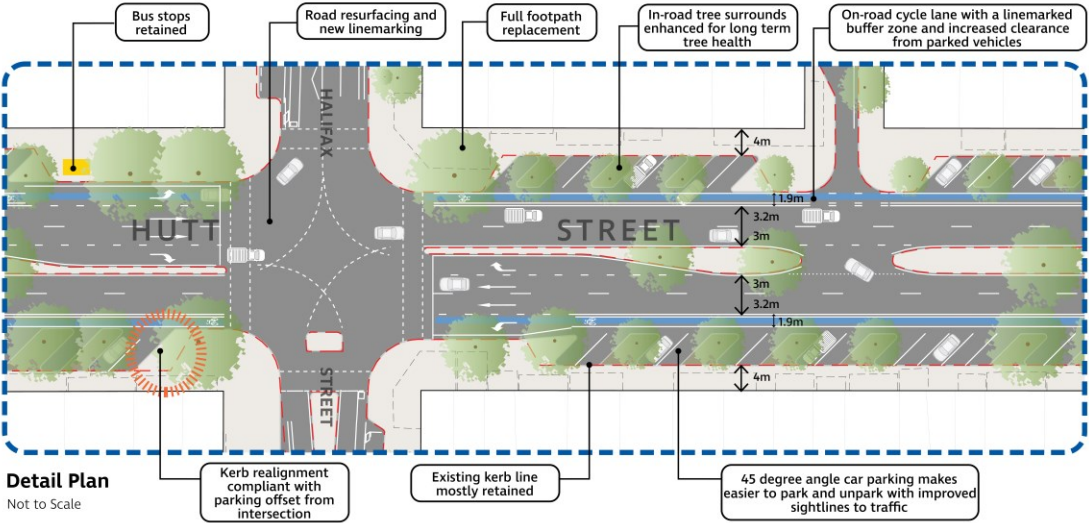 Bus stops
retained
Road resurfacing and
new linemarking
Full footpath
replacement
In-road tree surrounds
enhanced for long term
tree health
On-road cycle lane with a linemarked
buffer zone and increased clearance
from parked vehicles
HALIFAX
4m
1.9m
HUTT
STREET
3.2m
3m
3m
3.2m
1.9m
STREET
4m
Detail Plan
Not to Scale
Kerb realignment
compliant with
parking offset from
intersection
Existing kerb line
mostly retained
45 degree angle car parking makes
easier to park and unpark with improved
sightlines to traffic